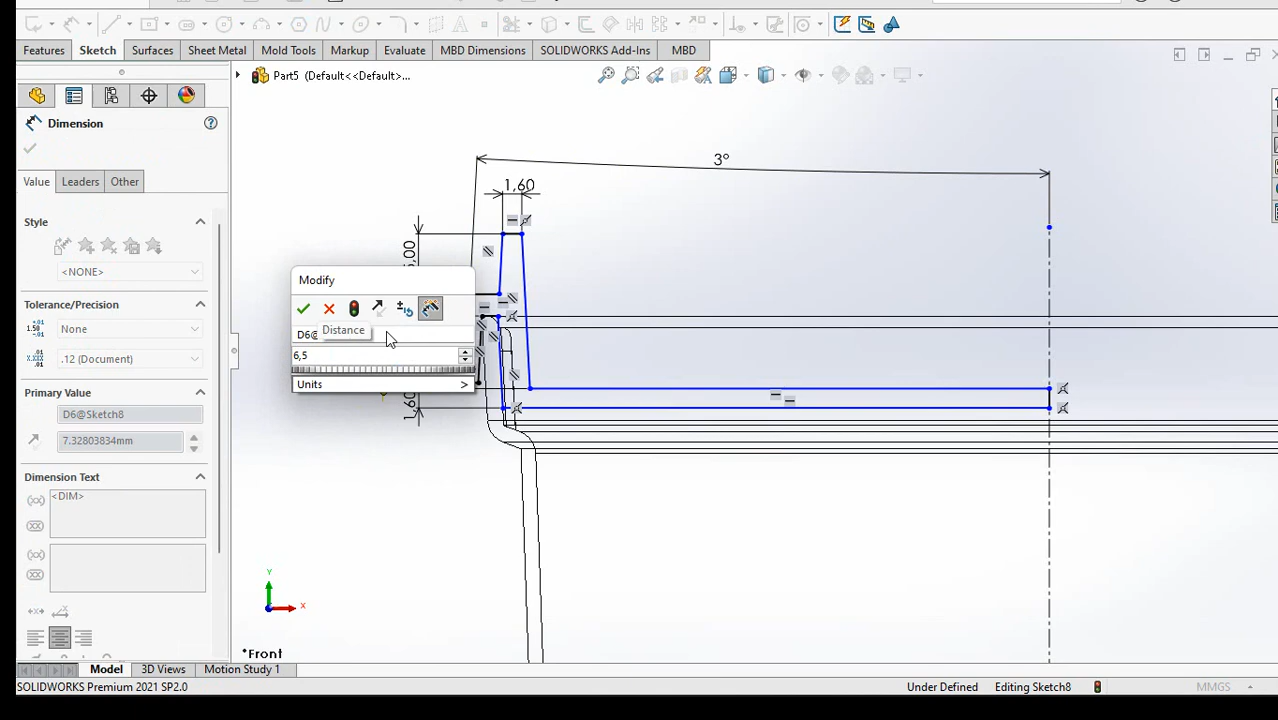 Features Sketch Surfaces Sheet Metal Mold Tools Markup Evaluate MBD Dimensions SOLIDWORKS Add-Ins MBD
Part5 (Default<<Default>...
Dimension
Value Leaders Other
Style
<NONE>
Tolerance/Precision
None
.12 (Document)
Primary Value
D6@Sketch8
7.32803834mm
Dimension Text
<DIM>
3°
1,60
Modify
Distance
6,5
Units >
1,60
Y
X
*Front
Model 3D Views Motion Study 1
SOLIDWORKS Premium 2021 SP2.0 Under Defined Editing Sketch8 MMGS